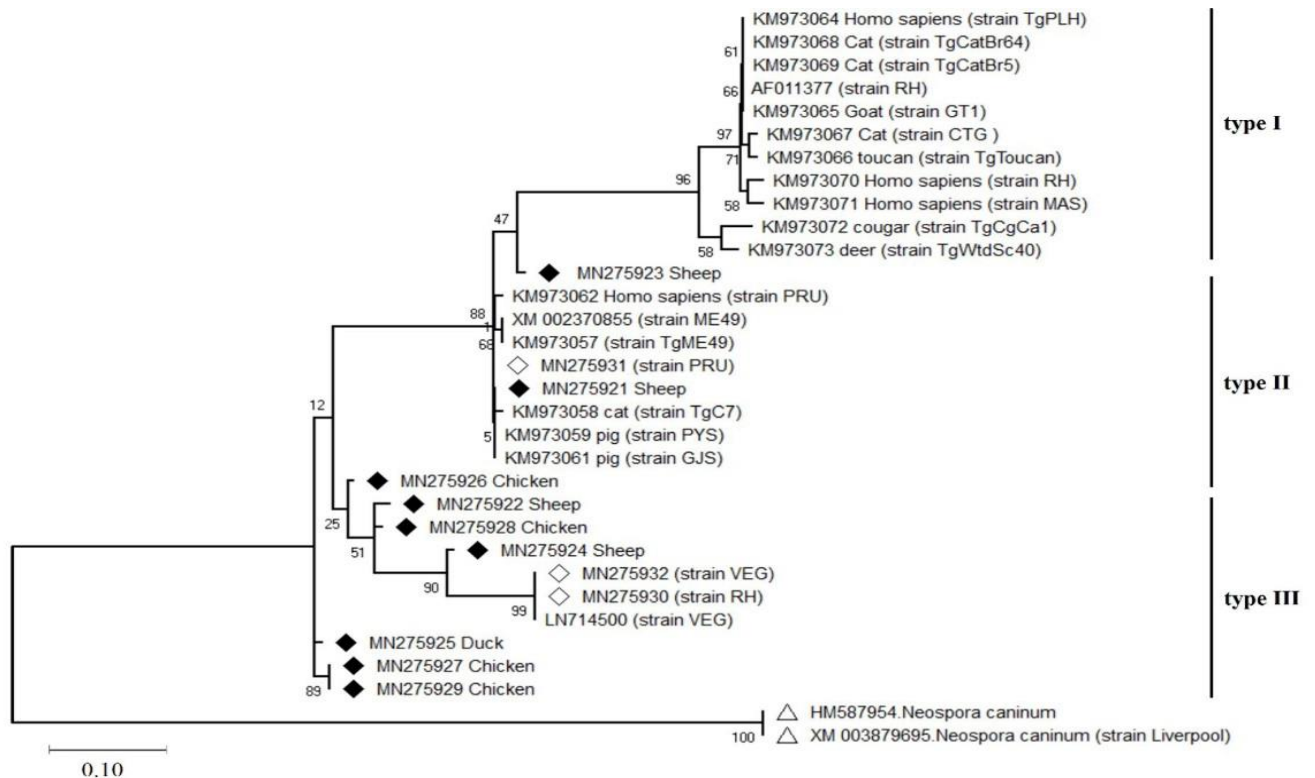 KM973064 Homo sapiens (strain TgPLH)
KM973068 Cat (strain TgCatBr64)
61
KM973069 Cat (strain TgCatBr5)
66
AF011377 (strain RH)
KM973065 Goat (strain GT1)
type I
97
KM973067 Cat (strain CTG )
71
KM973066 toucan (strain TgToucan)
96
KM973070 Homo sapiens (strain RH)
58
KM973071 Homo sapiens (strain MAS)
47
KM973072 cougar (strain TgCgCa1)
58
KM973073 deer (strain TgWtdSc40)
MN275923 Sheep
KM973062 Homo sapiens (strain PRU)
88
XM 002370855 (strain ME49)
1
68
KM973057 (strain TgME49)
MN275931 (strain PRU)
type II
MN275921 Sheep
12
KM973058 cat (strain TgC7)
5
KM973059 pig (strain PYS)
KM973061 pig (strain GJS)
MN275926 Chicken
MN275922 Sheep
25
MN275928 Chicken
51
MN275924 Sheep
MN275932 (strain VEG)
90
MN275930 (strain RH)
type III
99
LN714500 (strain VEG)
MN275925 Duck
MN275927 Chicken
89
MN275929 Chicken
HM587954.Neospora caninum
100
XM 003879695.Neospora caninum (strain Liverpool)
0.10